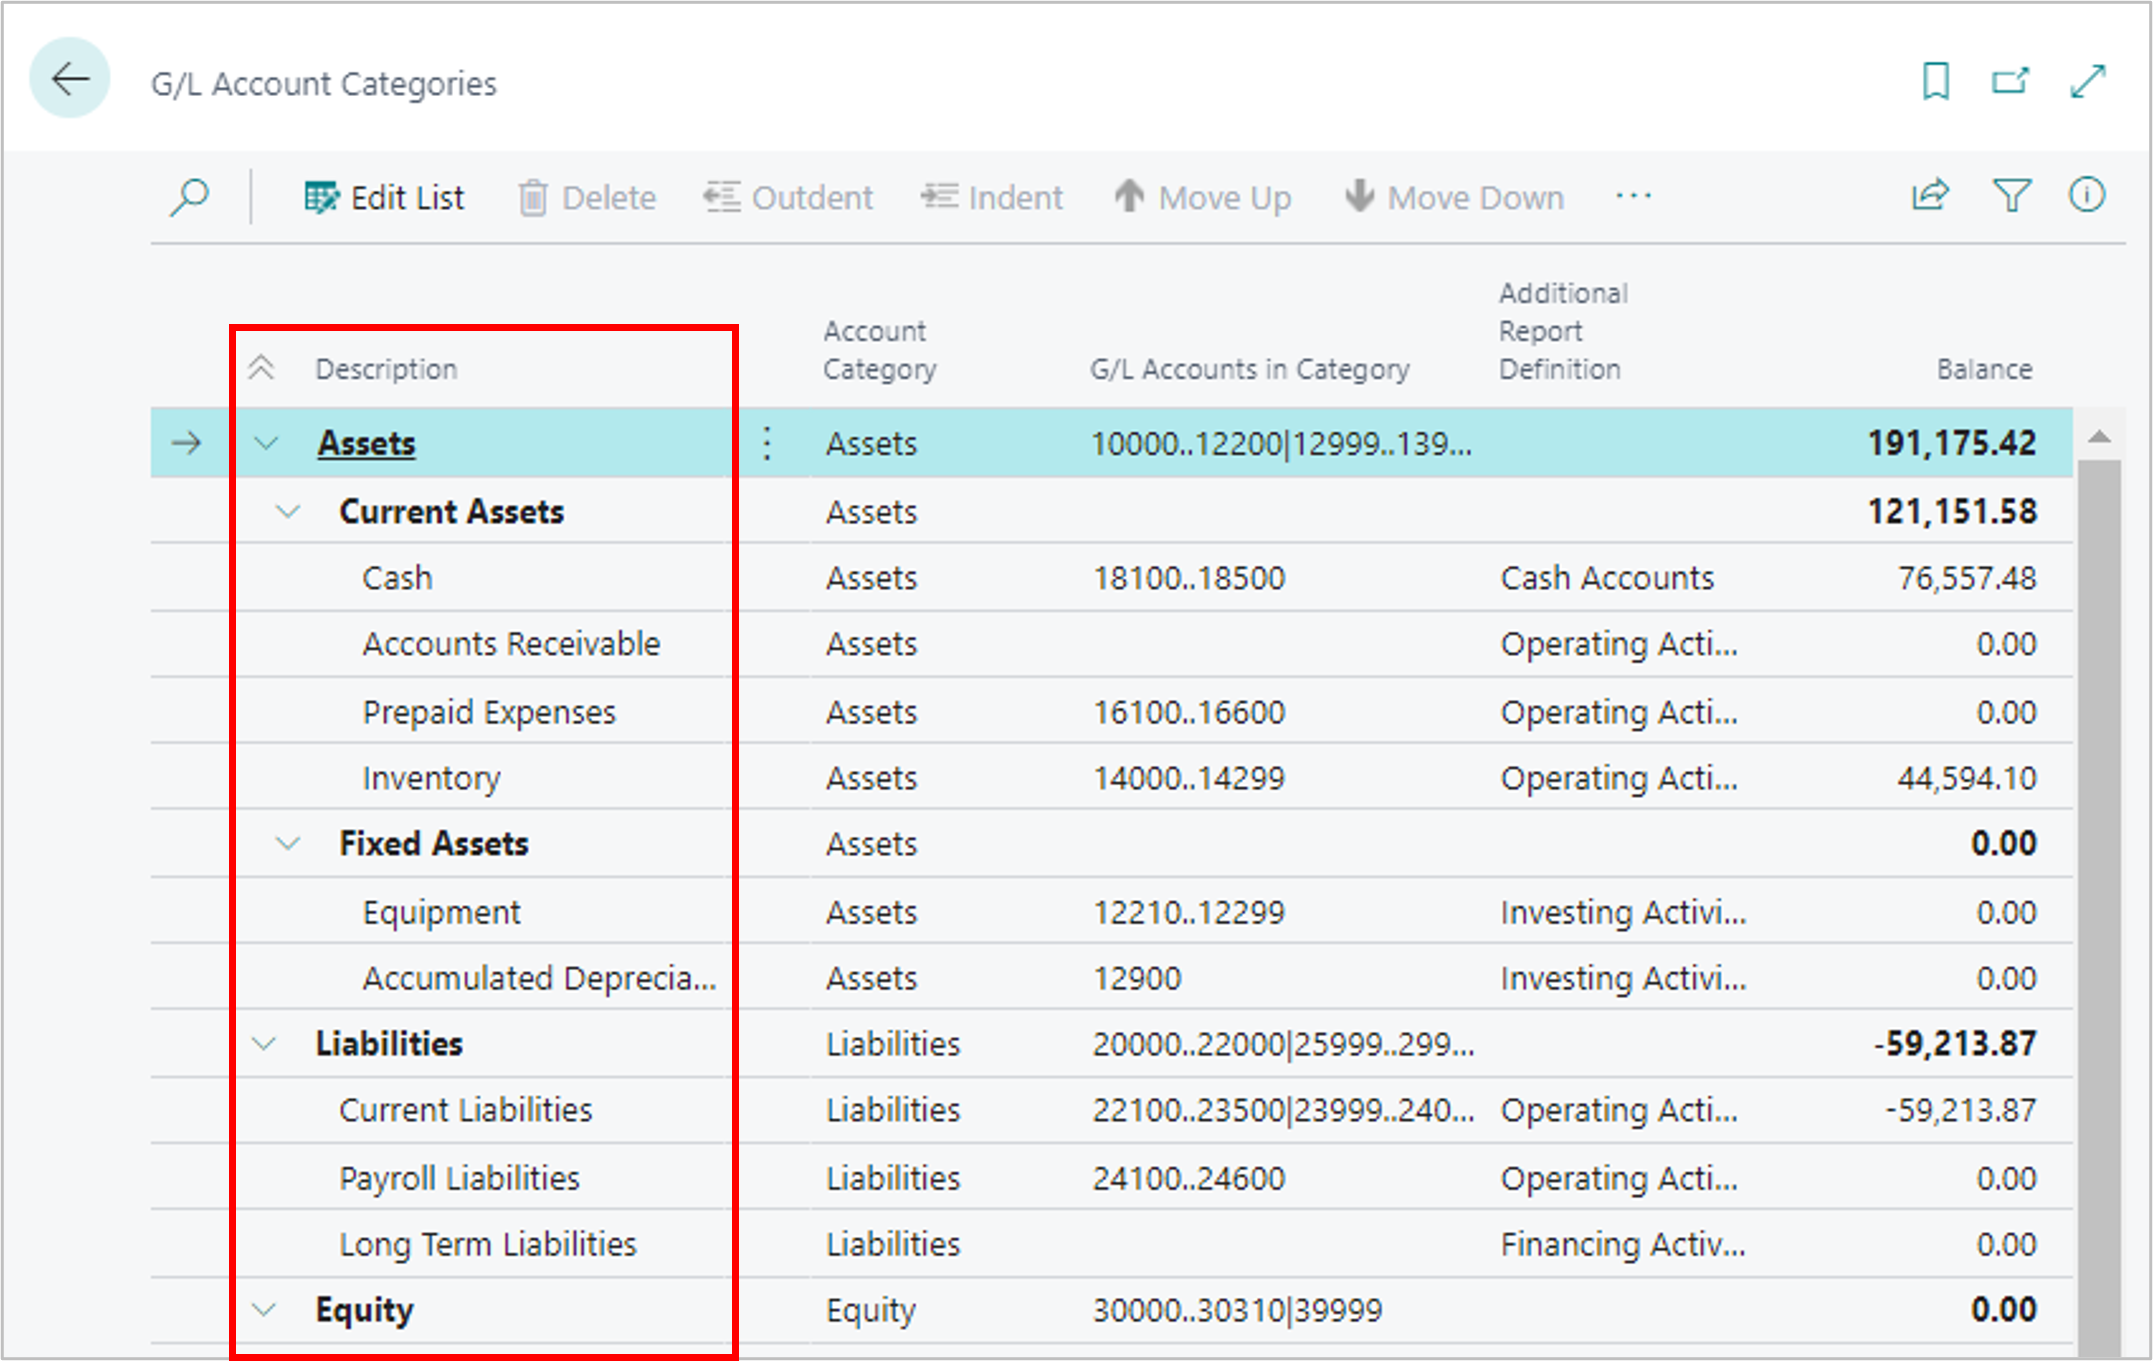 G/L Account Categories
Edit List Delete Outdent Indent Move Up Move Down ...
Description Account Category G/L Accounts in Category Additional Report Definition Balance
Assets Assets 10000..12200|12999..139... 191,175.42
Current Assets Assets 121,151.58
Cash Assets 18100..18500 Cash Accounts 76,557.48
Accounts Receivable Assets Operating Acti... 0.00
Prepaid Expenses Assets 16100..16600 Operating Acti... 0.00
Inventory Assets 14000..14299 Operating Acti... 44,594.10
Fixed Assets Assets 0.00
Equipment Assets 12210..12299 Investing Activi... 0.00
Accumulated Deprecia... Assets 12900 Investing Activi... 0.00
Liabilities Liabilities 20000..22000|25999..299... -59,213.87
Current Liabilities Liabilities 22100..23500|23999..240... Operating Acti... -59,213.87
Payroll Liabilities Liabilities 24100..24600 Operating Acti... 0.00
Long Term Liabilities Liabilities Financing Activ... 0.00
Equity Equity 30000..30310|39999 0.00